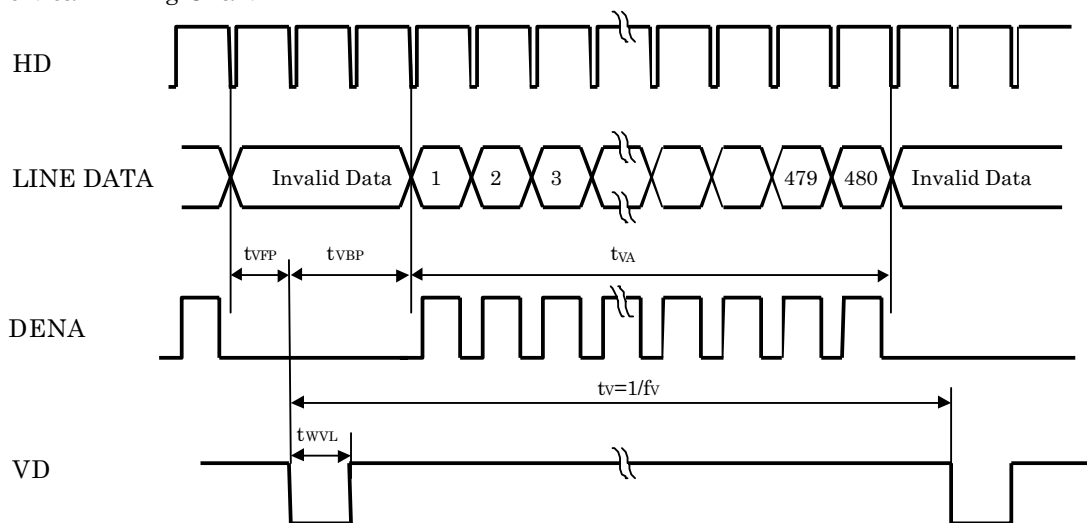 HD
LINE DATA
Invalid Data 1 2 3 479 480 Invalid Data
tVFP tVBP tVA
DENA
tV=1/fV
tWVL
VD